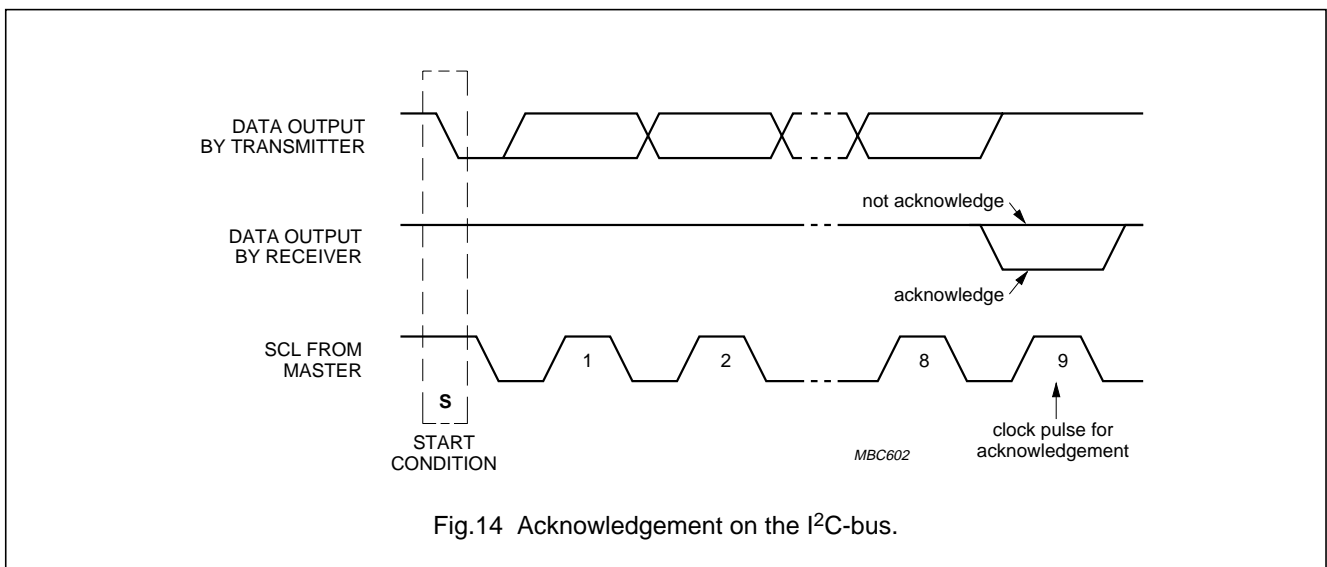 DATA OUTPUT
BY TRANSMITTER
not acknowledge
DATA OUTPUT
BY RECEIVER
acknowledge
SCL FROM
MASTER
1
2
8
9
S
START
CONDITION
MBC602
clock pulse for
acknowledgement
Fig.14 Acknowledgement on the I²C-bus.